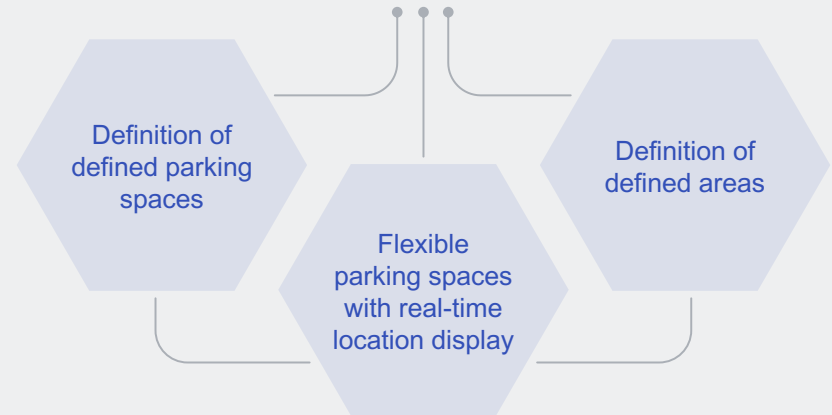 Definition of
defined parking
spaces
Flexible
parking spaces
with real-time
location display
Definition of
defined areas